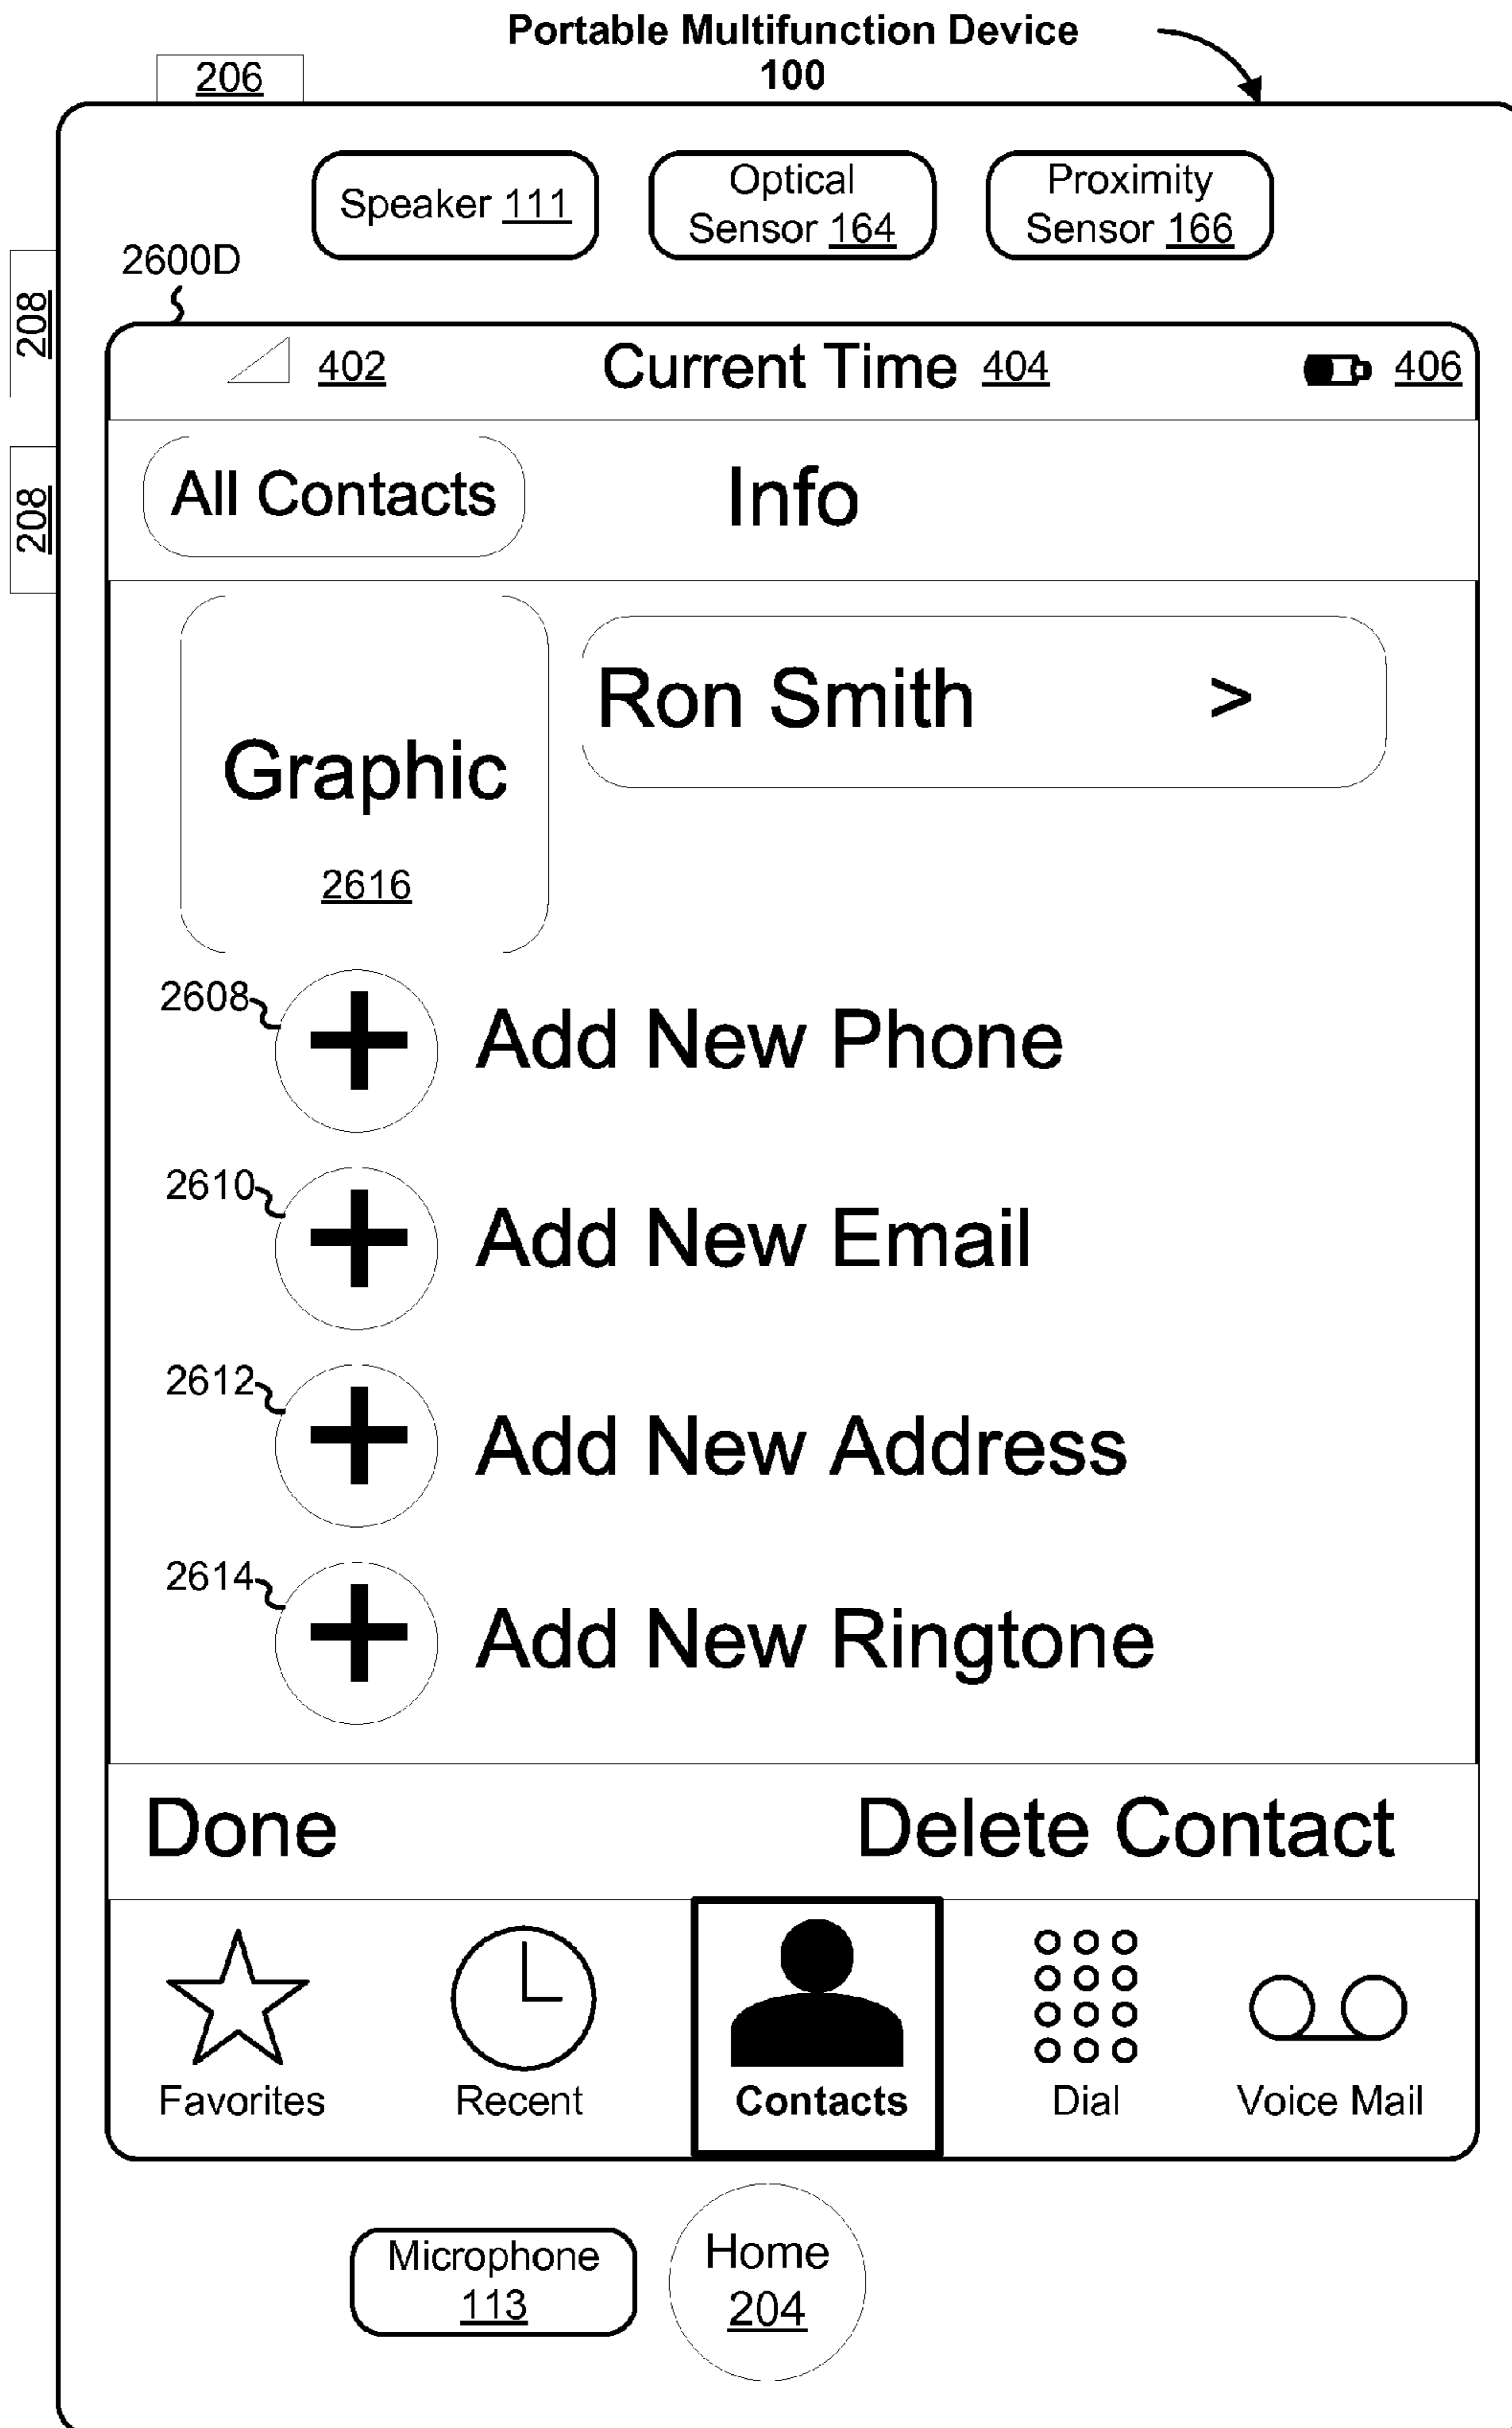 Portable Multifunction Device
100
206
Speaker 111
Optical
Sensor 164
Proximity
Sensor 166
208
2600D
402
Current Time 404
406
208
All Contacts
Info
Ron Smith >
Graphic
2616
2608
Add New Phone
2610
Add New Email
2612
Add New Address
2614
Add New Ringtone
Done
Delete Contact
Favorites
Recent
Contacts
Dial
Voice Mail
Microphone
113
Home
204